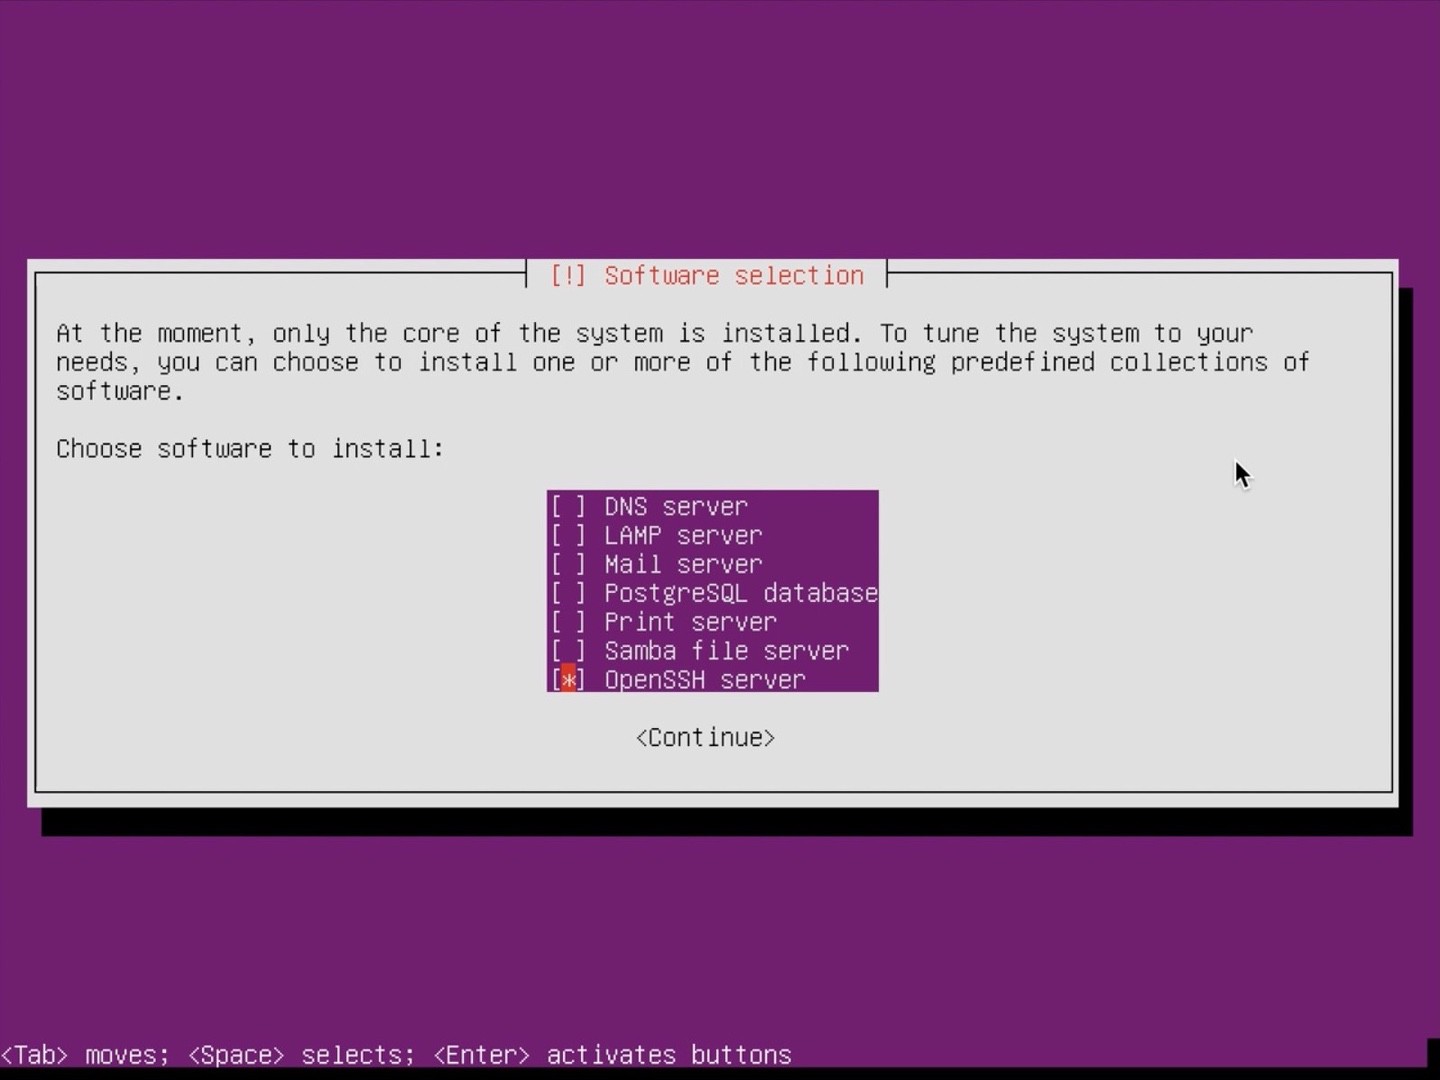 [!] Software selection
At the moment, only the core of the system is installed. To tune the system to your
needs, you can choose to install one or more of the following predefined collections of
software.
Choose software to install:
[ ] DNS server
[ ] LAMP server
[ ] Mail server
[ ] PostgreSQL database
[ ] Print server
[ ] Samba file server
[*] OpenSSH server
<Continue>
<Tab> moves; <Space> selects; <Enter> activates buttons